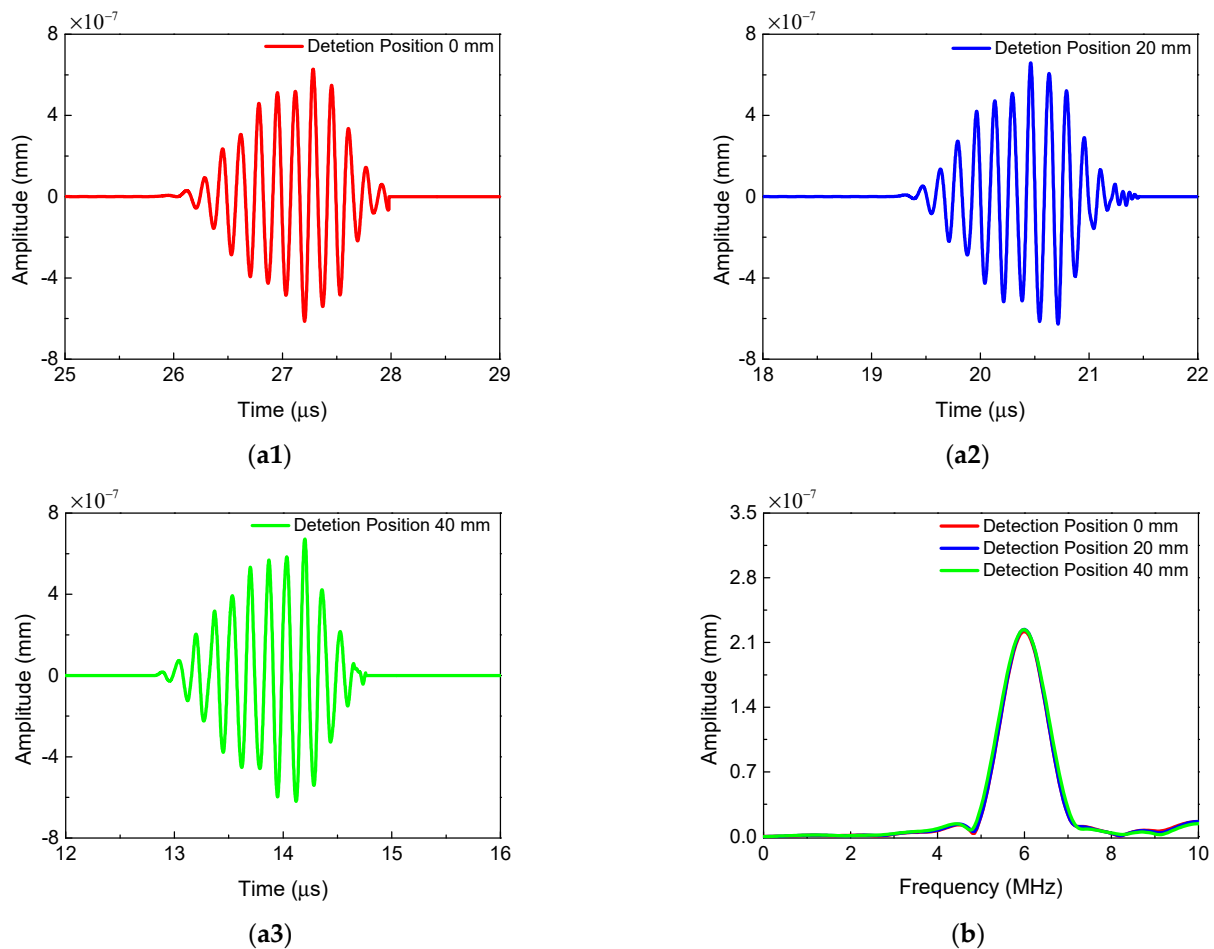 ×10⁻⁷
8
4
0
-4
-8
Amplitude (mm)
Detetion Position 0 mm
25 26 27 28 29
Time (μs)
(a1)
×10⁻⁷
8
4
0
-4
-8
Amplitude (mm)
Detetion Position 20 mm
18 19 20 21 22
Time (μs)
(a2)
×10⁻⁷
8
4
0
-4
-8
Amplitude (mm)
Detetion Position 40 mm
12 13 14 15 16
Time (μs)
(a3)
×10⁻⁷
3.5
2.8
2.1
1.4
0.7
0.0
Amplitude (mm)
Detection Position 0 mm
Detection Position 20 mm
Detection Position 40 mm
0 2 4 6 8 10
Frequency (MHz)
(b)